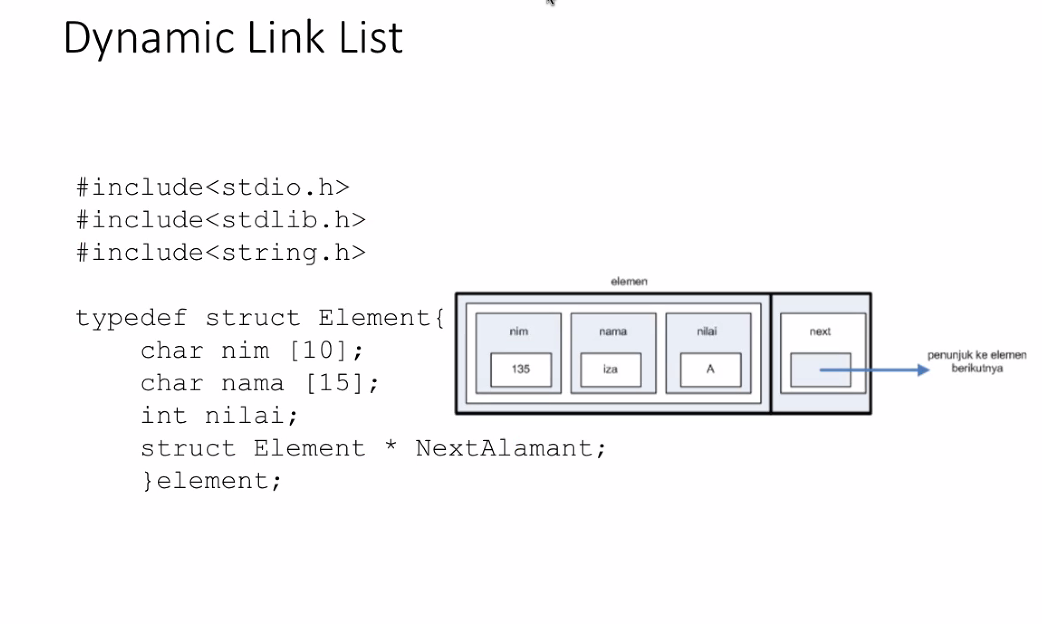 Dynamic Link List
#include<stdio.h>
#include<stdlib.h>
#include<string.h>
typedef struct Element{
char nim [10];
char nama [15];
int nilai;
struct Element * NextAlamant;
}element;
elemen
nim
nama
nilai
next
135
iza
A
penunjuk ke elemen
berikutnya